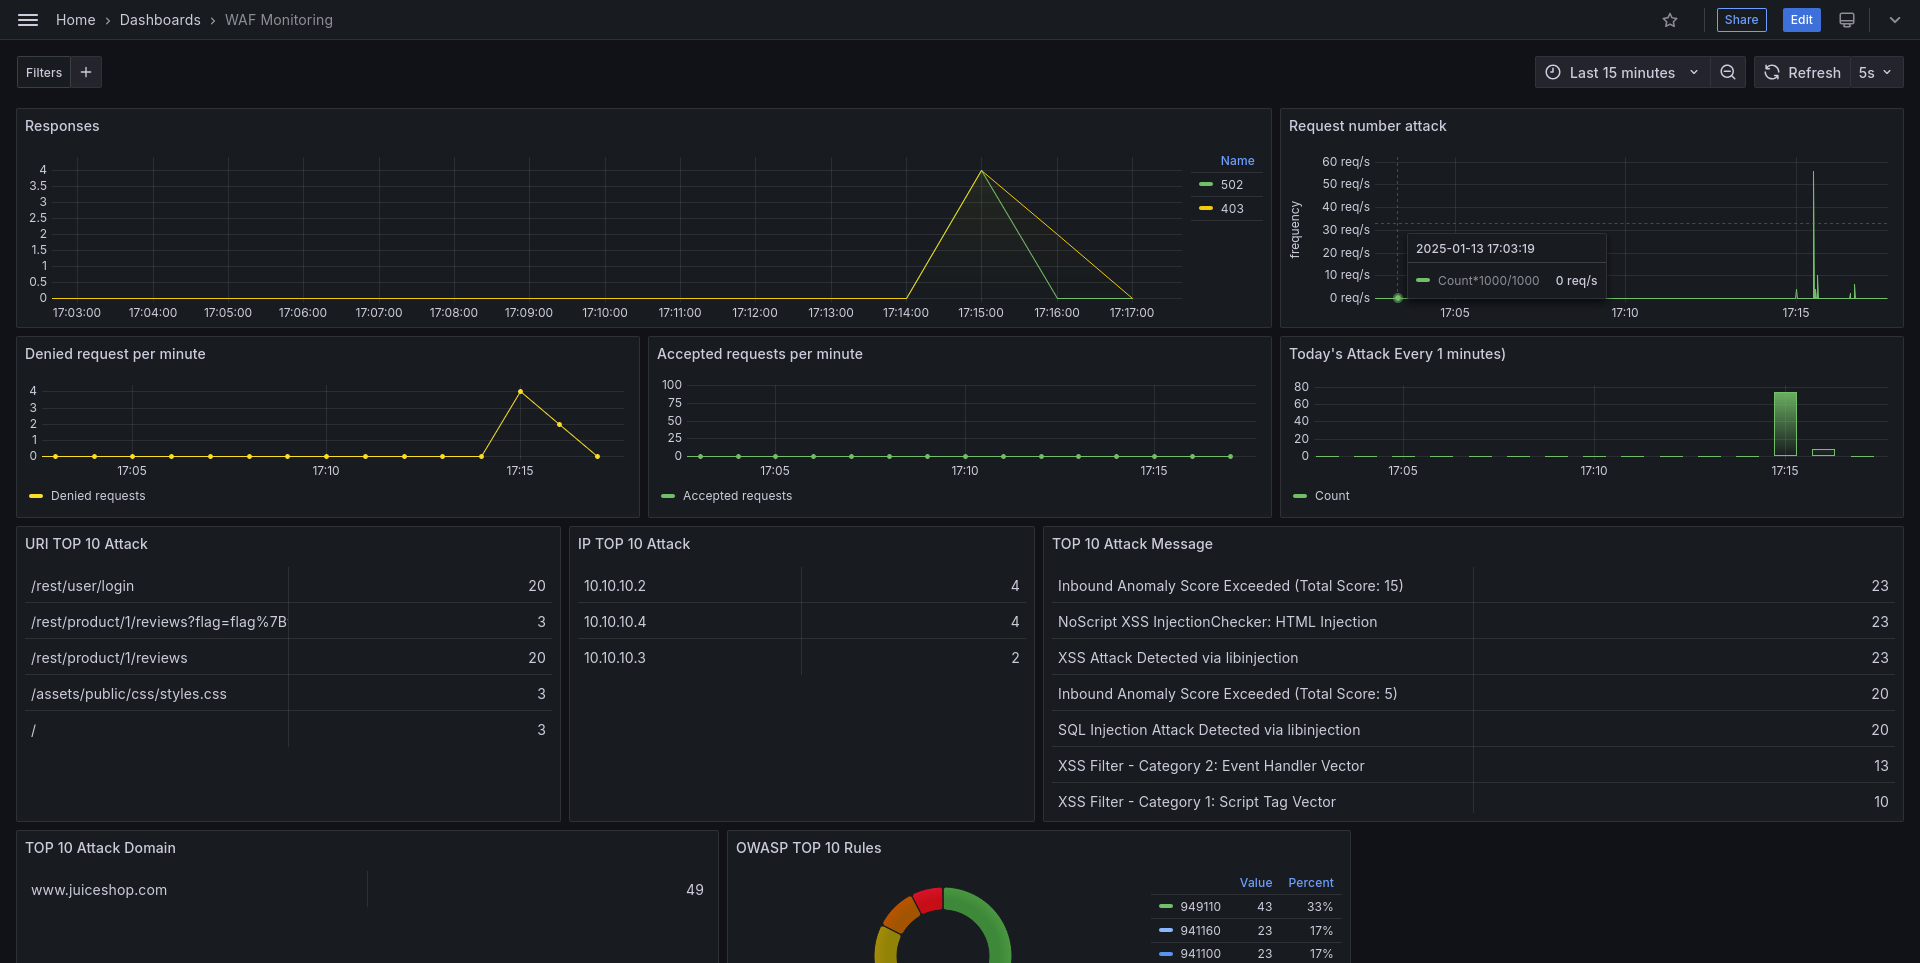 Home › Dashboards › WAF Monitoring
Share Edit
Filters +
Last 15 minutes Refresh 5s
Responses
4
3.5
3
2.5
2
1.5
1
0.5
0
17:03:00 17:04:00 17:05:00 17:06:00 17:07:00 17:08:00 17:09:00 17:10:00 17:11:00 17:12:00 17:13:00 17:14:00 17:15:00 17:16:00 17:17:00
Name
502
403
Request number attack
frequency
60 req/s
50 req/s
40 req/s
30 req/s
20 req/s
10 req/s
0 req/s
2025-01-13 17:03:19
Count*1000/1000 0 req/s
17:05 17:10 17:15
Denied request per minute
4
3
2
1
0
17:05 17:10 17:15
Denied requests
Accepted requests per minute
100
75
50
25
0
17:05 17:10 17:15
Accepted requests
Today's Attack Every 1 minutes)
80
60
40
20
0
17:05 17:10 17:15
Count
URI TOP 10 Attack
/rest/user/login 20
/rest/product/1/reviews?flag=flag%7B 3
/rest/product/1/reviews 20
/assets/public/css/styles.css 3
/ 3
IP TOP 10 Attack
10.10.10.2 4
10.10.10.4 4
10.10.10.3 2
TOP 10 Attack Message
Inbound Anomaly Score Exceeded (Total Score: 15) 23
NoScript XSS InjectionChecker: HTML Injection 23
XSS Attack Detected via libinjection 23
Inbound Anomaly Score Exceeded (Total Score: 5) 20
SQL Injection Attack Detected via libinjection 20
XSS Filter - Category 2: Event Handler Vector 13
XSS Filter - Category 1: Script Tag Vector 10
TOP 10 Attack Domain
www.juiceshop.com 49
OWASP TOP 10 Rules
Value Percent
949110 43 33%
941160 23 17%
941100 23 17%